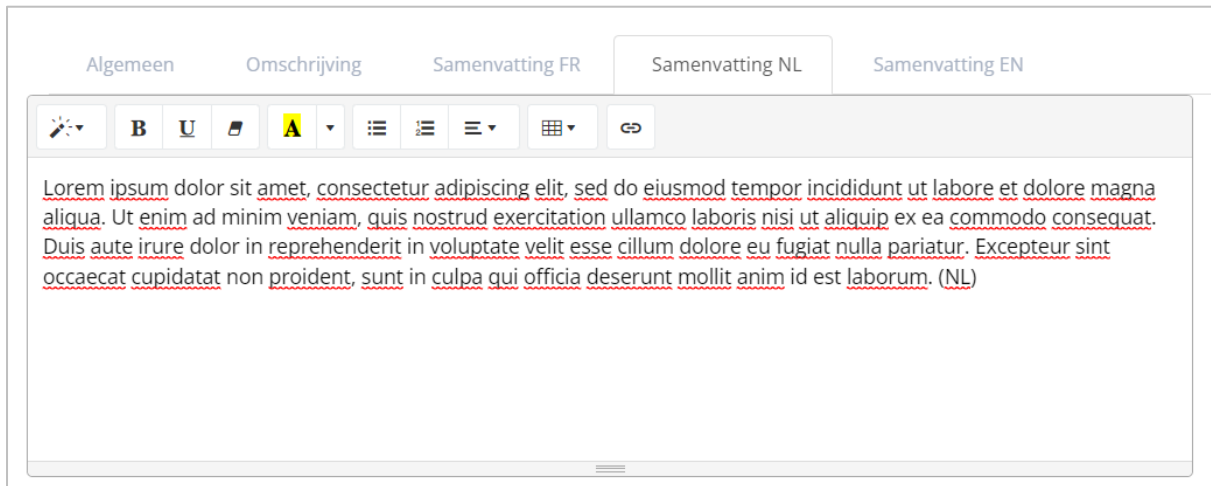 Algemeen Omschrijving Samenvatting FR Samenvatting NL Samenvatting EN
B U A
Lorem ipsum dolor sit amet, consectetur adipiscing elit, sed do eiusmod tempor incididunt ut labore et dolore magna
aliqua. Ut enim ad minim veniam, quis nostrud exercitation ullamco laboris nisi ut aliquip ex ea commodo consequat.
Duis aute irure dolor in reprehenderit in voluptate velit esse cillum dolore eu fugiat nulla pariatur. Excepteur sint
occaecat cupidatat non proident, sunt in culpa qui officia deserunt mollit anim id est laborum. (NL)